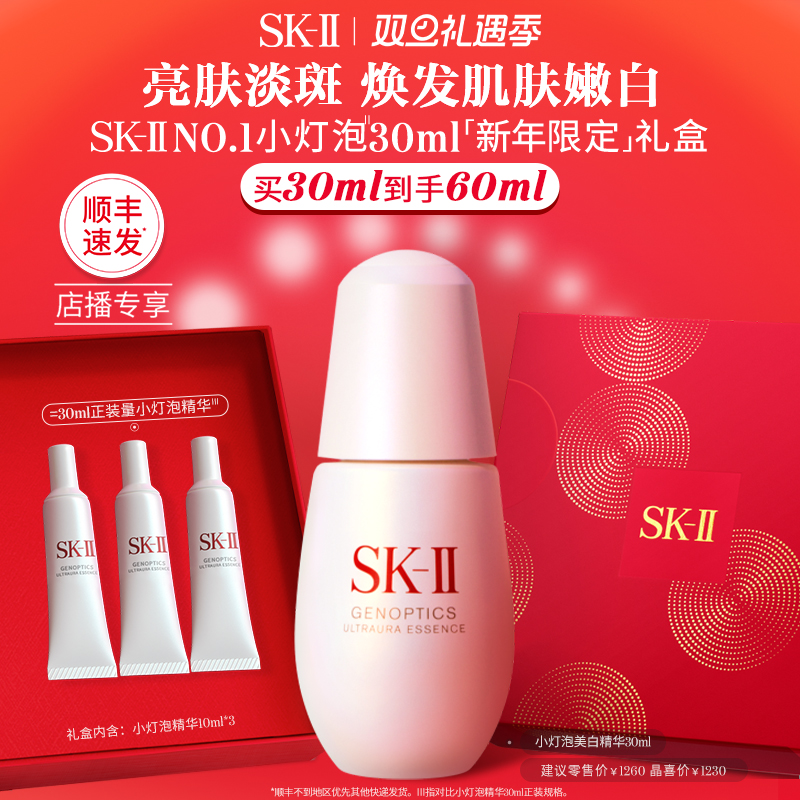 SK-II | 双旦礼遇季
亮肤淡斑 焕发肌肤嫩白
SK-II NO.1小灯泡||30ml「新年限定」礼盒
买30ml到手60ml
顺丰
速发*
店播专享
=30ml正装量小灯泡精华III
SK-II
GENOPTICS
ULTRAURA ESSENCE
SK-II
GENOPTICS
ULTRAURA ESSENCE
SK-II
GENOPTICS
ULTRAURA ESSENCE
礼盒内含：小灯泡精华10ml*3
SK-II
GENOPTICS
ULTRAURA ESSENCE
SK-II
小灯泡美白精华30ml
建议零售价¥1260 晶喜价¥1230
*顺丰不到地区优先其他快递发货。III指对比小灯泡精华30ml正装规格。